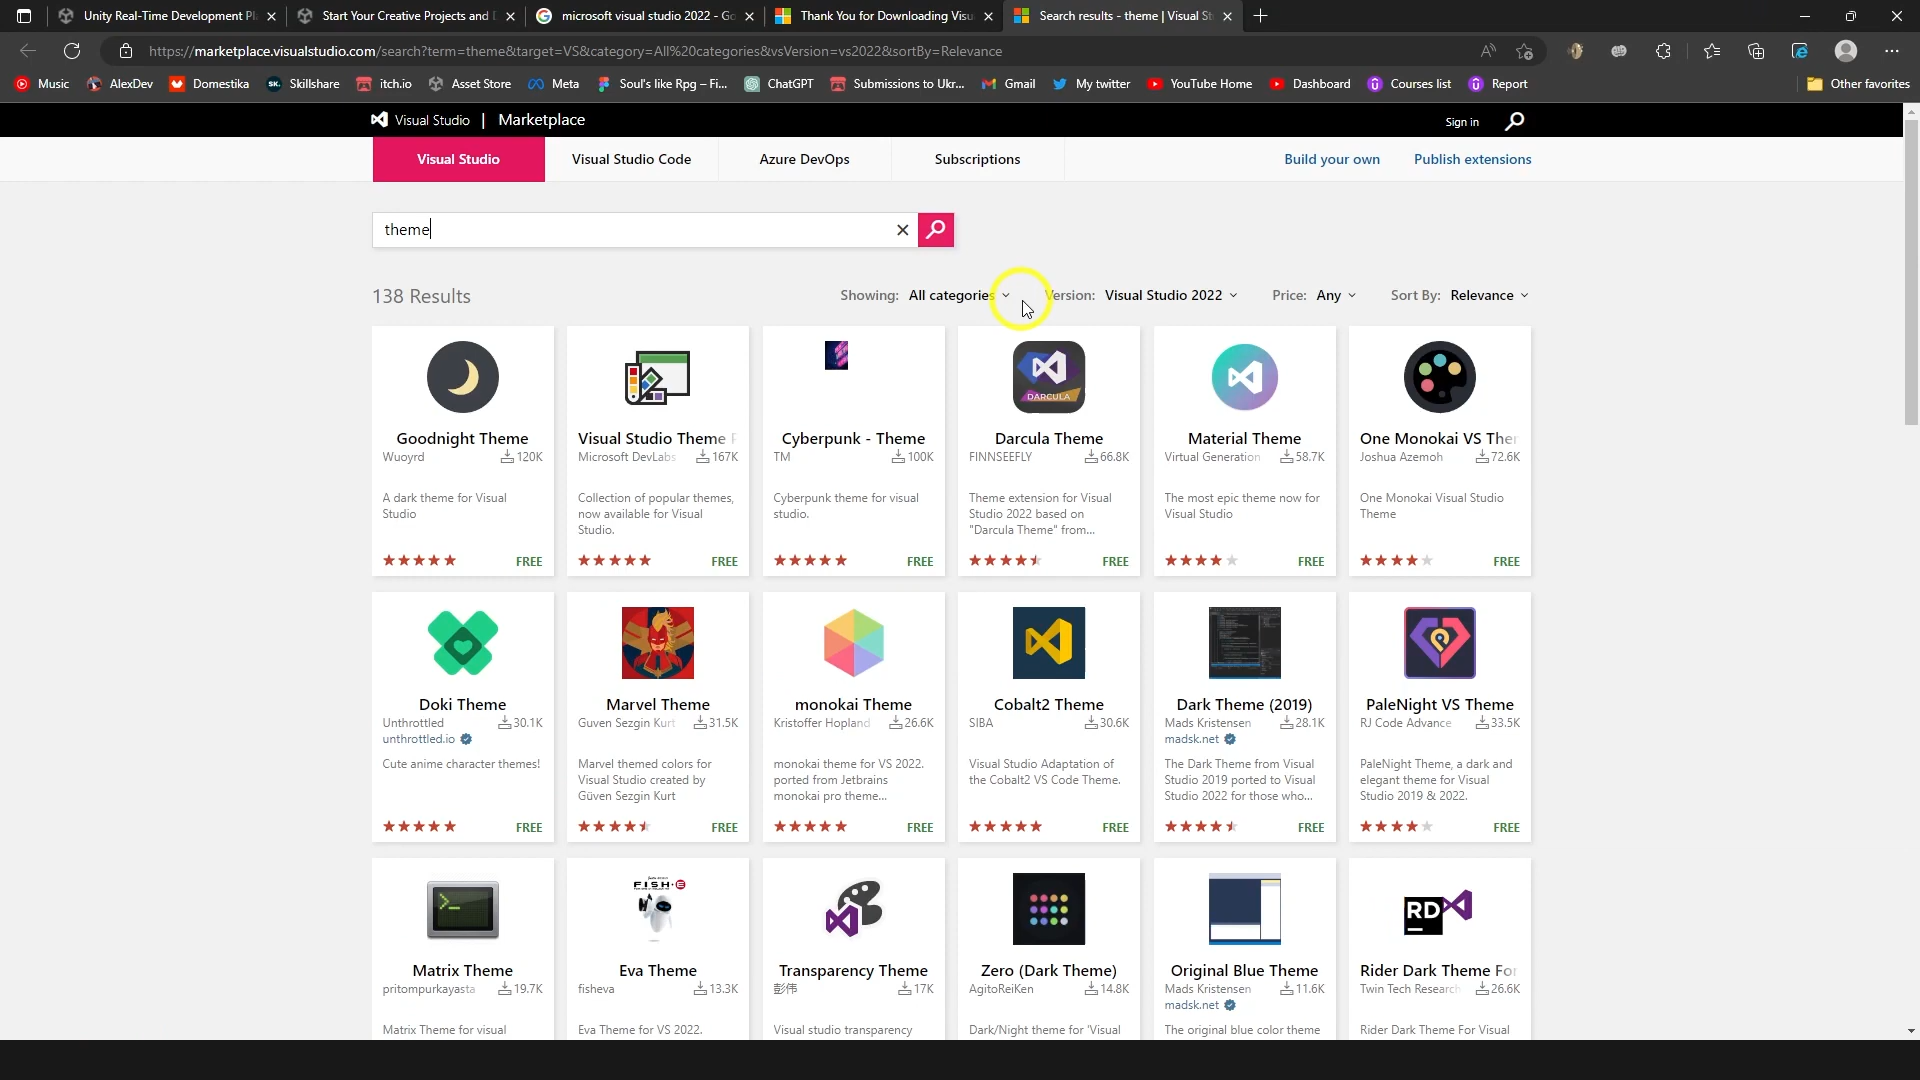 Unity Real-Time Development Pl
Start Your Creative Projects and D
microsoft visual studio 2022 - Go
Thank You for Downloading Visu
Search results - theme | Visual St
https://marketplace.visualstudio.com/search?term=theme&target=VS&category=All%20categories&vsVersion=vs2022&sortBy=Relevance
Music
AlexDev
Domestika
Skillshare
itch.io
Asset Store
Meta
Soul's like Rpg – Fi...
ChatGPT
Submissions to Ukr...
Gmail
My twitter
YouTube Home
Dashboard
Courses list
Report
Other favorites
Visual Studio | Marketplace
Sign in
Visual Studio
Visual Studio Code
Azure DevOps
Subscriptions
Build your own
Publish extensions
theme
138 Results
Showing: All categories
Version: Visual Studio 2022
Price: Any
Sort By: Relevance
Goodnight Theme
Wuoyrd 120K
A dark theme for Visual
Studio
FREE
Visual Studio Theme P
Microsoft DevLabs 167K
Collection of popular themes,
now available for Visual
Studio.
FREE
Cyberpunk - Theme
TM 100K
Cyberpunk theme for visual
studio.
FREE
DARCULA
Darcula Theme
FINNSEEFLY 66.8K
Theme extension for Visual
Studio 2022 based on
"Darcula Theme" from...
FREE
Material Theme
Virtual Generation 58.7K
The most epic theme now for
Visual Studio
FREE
One Monokai VS Ther
Joshua Azemoh 72.6K
One Monokai Visual Studio
Theme
FREE
Doki Theme
Unthrottled 30.1K
unthrottled.io
Cute anime character themes!
FREE
Marvel Theme
Guven Sezgin Kurt 31.5K
Marvel themed colors for
Visual Studio created by
Güven Sezgin Kurt
FREE
monokai Theme
Kristoffer Hopland 26.6K
monokai theme for VS 2022.
ported from Jetbrains
monokai pro theme...
FREE
Cobalt2 Theme
SIBA 30.6K
Visual Studio Adaptation of
the Cobalt2 VS Code Theme.
FREE
Dark Theme (2019)
Mads Kristensen 28.1K
madsk.net
The Dark Theme from Visual
Studio 2019 ported to Visual
Studio 2022 for those who...
FREE
PaleNight VS Theme
RJ Code Advance 33.5K
PaleNight Theme, a dark and
elegant theme for Visual
Studio 2019 & 2022.
FREE
Matrix Theme
pritompurkayasta 19.7K
Matrix Theme for visual
FISH·E
Eva Theme
fisheva 13.3K
Eva Theme for VS 2022.
Transparency Theme
彭伟 17K
Visual studio transparency
Zero (Dark Theme)
AgitoReiKen 14.8K
Dark/Night theme for 'Visual
Original Blue Theme
Mads Kristensen 11.6K
madsk.net
The original blue color theme
RD
Rider Dark Theme For
Twin Tech Research 26.6K
Rider Dark Theme For Visual